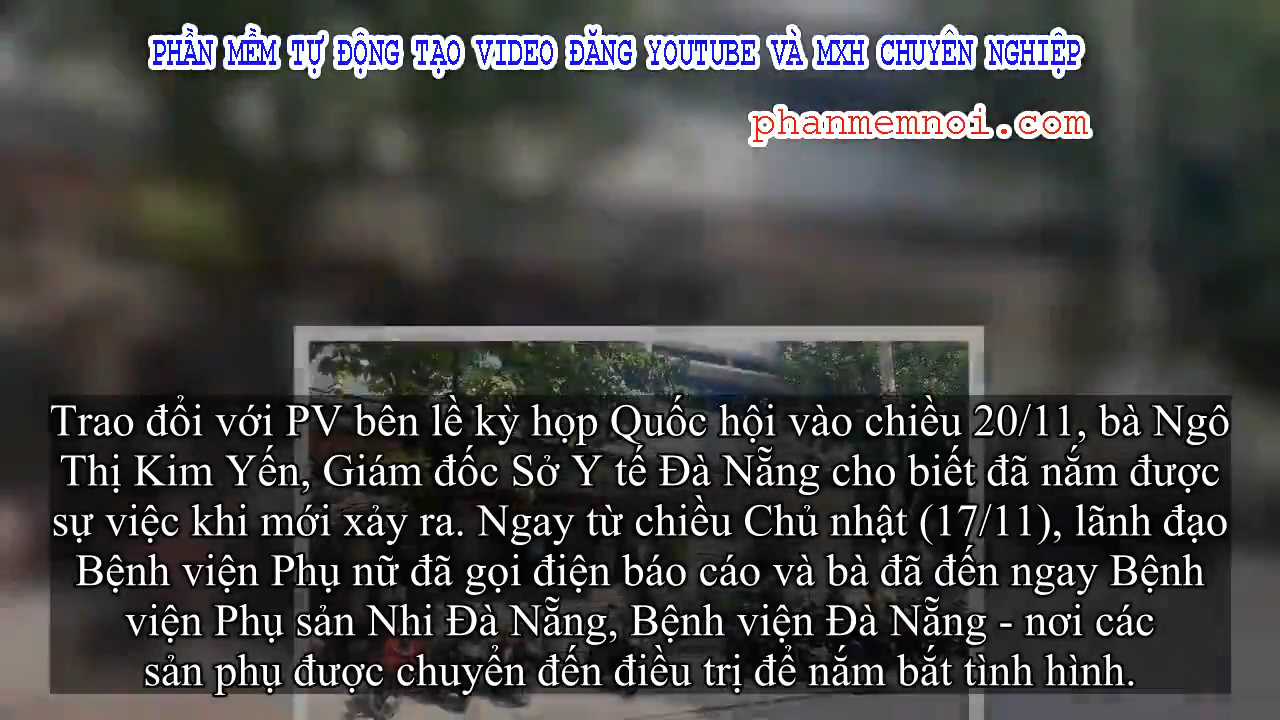 PHẦN MỀM TỰ ĐỘNG TẠO VIDEO ĐĂNG YOUTUBE VÀ MXH CHUYÊN NGHIỆP
phanmemnoi.com
Trao đổi với PV bên lề kỳ họp Quốc hội vào chiều 20/11, bà Ngô
Thị Kim Yến, Giám đốc Sở Y tế Đà Nẵng cho biết đã nắm được
sự việc khi mới xảy ra. Ngay từ chiều Chủ nhật (17/11), lãnh đạo
Bệnh viện Phụ nữ đã gọi điện báo cáo và bà đã đến ngay Bệnh
viện Phụ sản Nhi Đà Nẵng, Bệnh viện Đà Nẵng - nơi các
sản phụ được chuyển đến điều trị để nắm bắt tình hình.